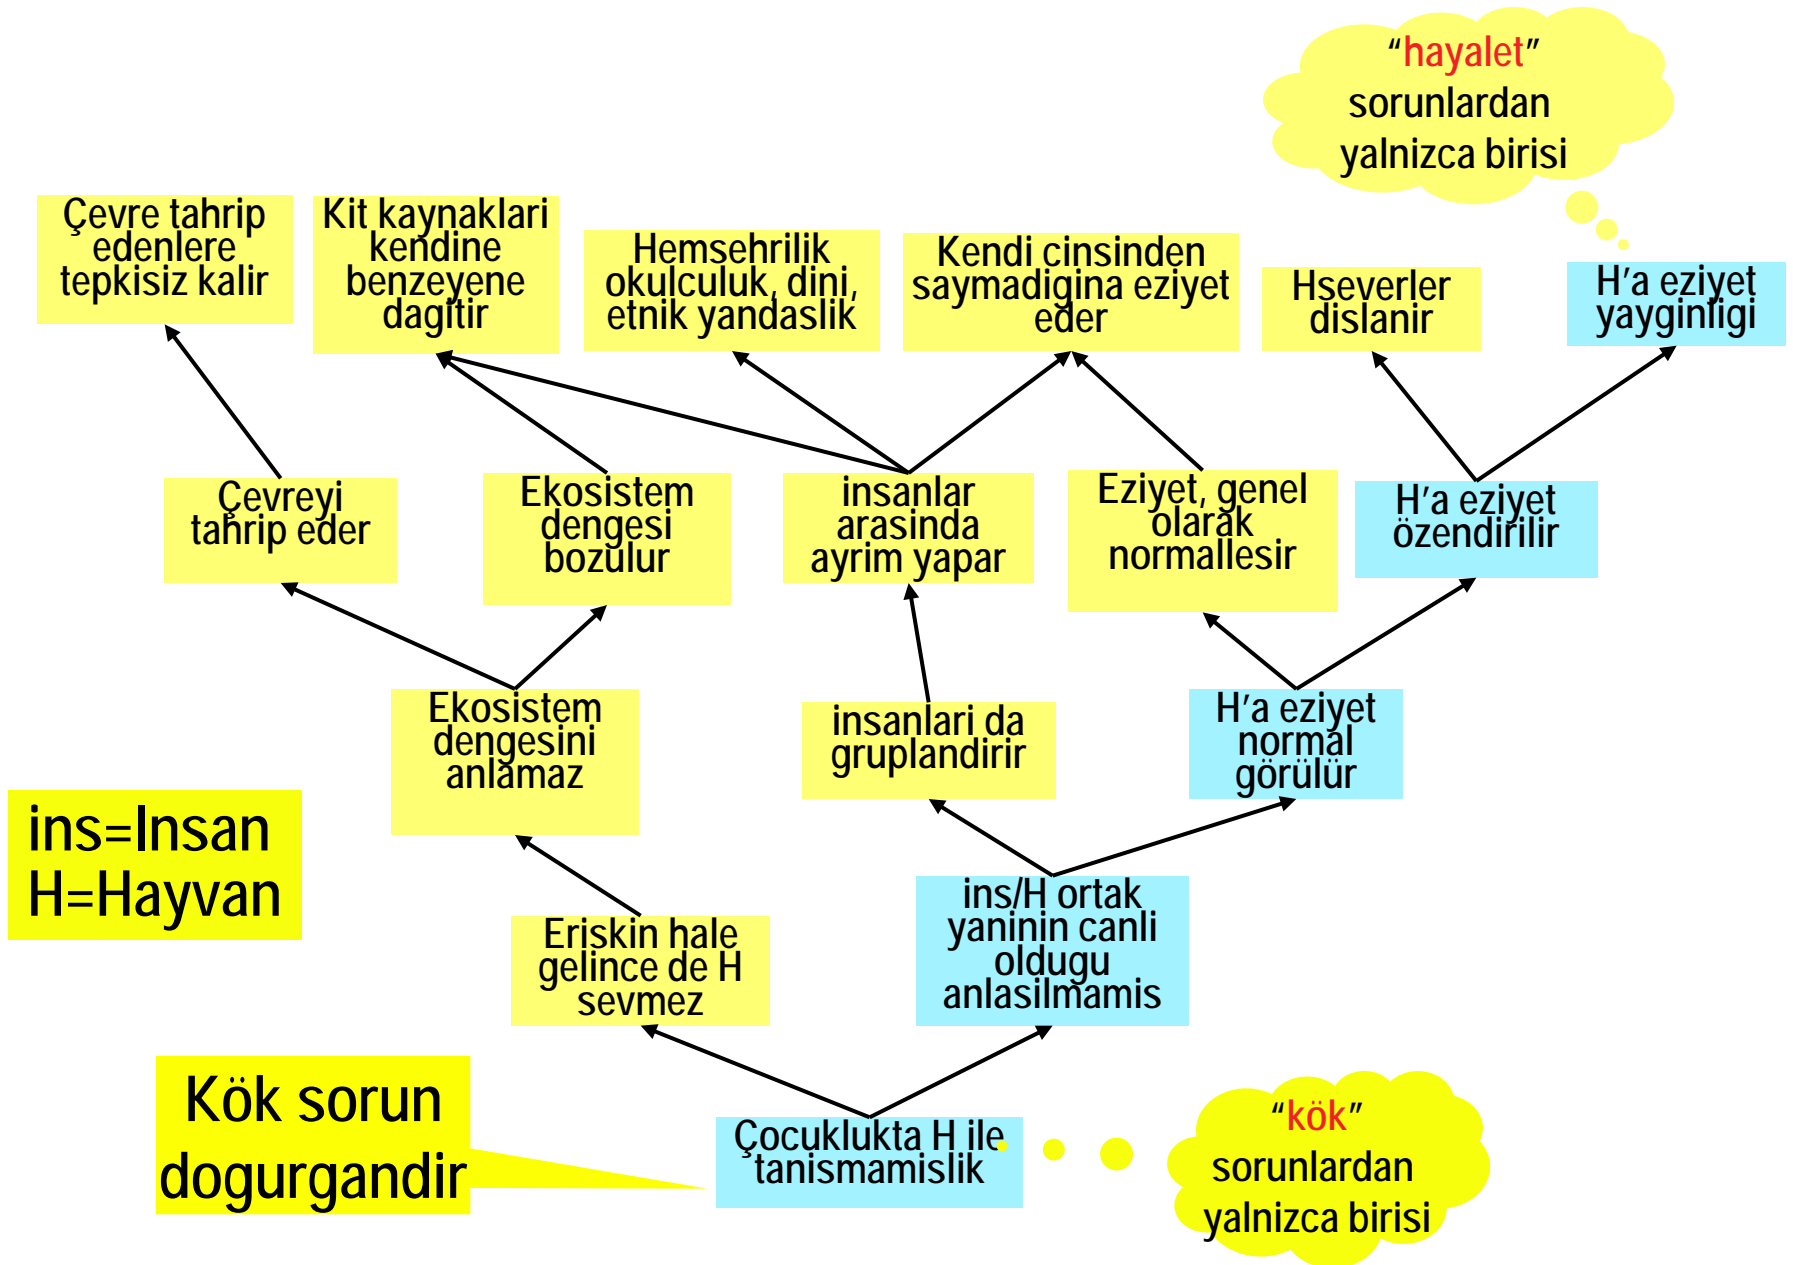 “hayalet”
sorunlardan
yalnizca birisi
Çevre tahrip
edenlere
tepkisiz kalir
Kit kaynaklari
kendine
benzeyene
dagitir
Hemsehrilik
okulculuk, dini,
etnik yandaslik
Kendi cinsinden
saymadigina eziyet
eder
Hseverler
dislanir
H’a eziyet
yayginligi
Çevreyi
tahrip eder
Ekosistem
dengesi
bozulur
insanlar
arasinda
ayrim yapar
Eziyet, genel
olarak
normallesir
H’a eziyet
özendirilir
Ekosistem
dengesini
anlamaz
insanlari da
gruplandirir
H’a eziyet
normal
görülür
ins=Insan
H=Hayvan
Eriskin hale
gelince de H
sevmez
ins/H ortak
yaninin canli
oldugu
anlasilmamis
Kök sorun
dogurgandir
Çocuklukta H ile
tanismamislik
“kök”
sorunlardan
yalnizca birisi